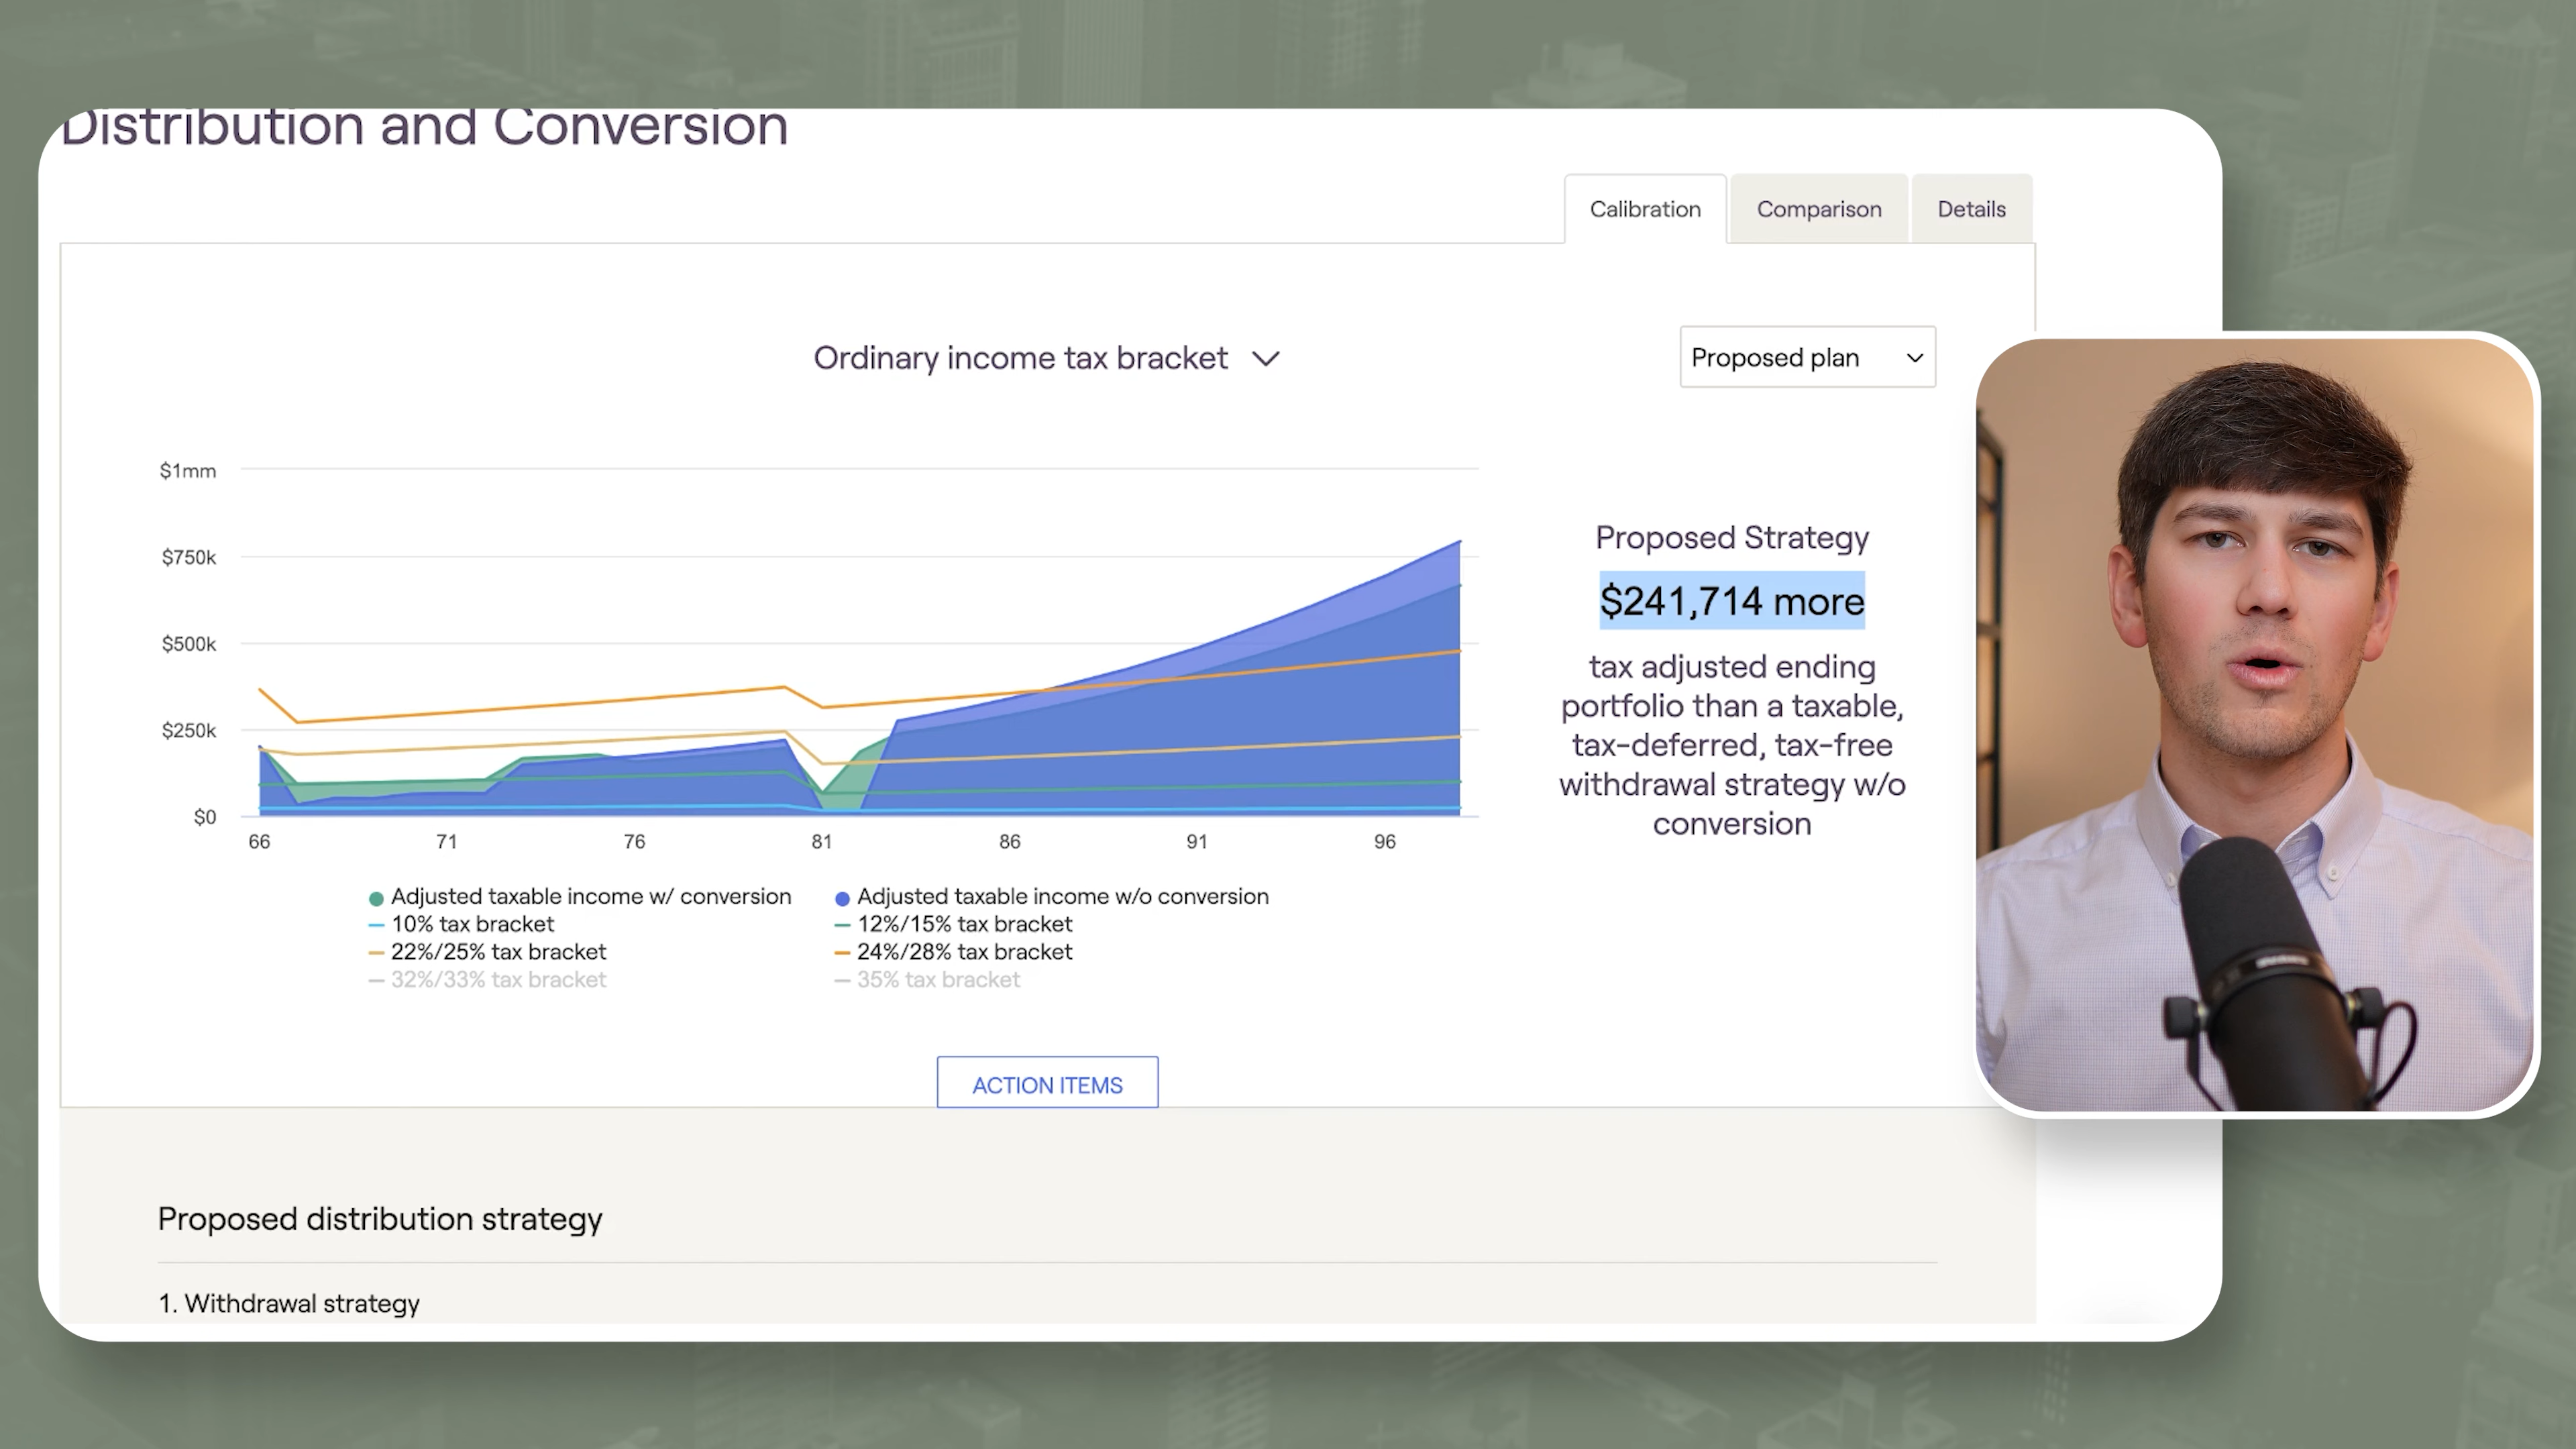 Distribution and Conversion
Calibration
Comparison
Details
Ordinary income tax bracket
Proposed plan
$1mm
$750k
$500k
$250k
$0
66
71
76
81
86
91
96
Proposed Strategy
$241,714 more
tax adjusted ending
portfolio than a taxable,
tax-deferred, tax-free
withdrawal strategy w/o
conversion
Adjusted taxable income w/ conversion
Adjusted taxable income w/o conversion
10% tax bracket
12%/15% tax bracket
22%/25% tax bracket
24%/28% tax bracket
32%/33% tax bracket
35% tax bracket
ACTION ITEMS
Proposed distribution strategy
1. Withdrawal strategy